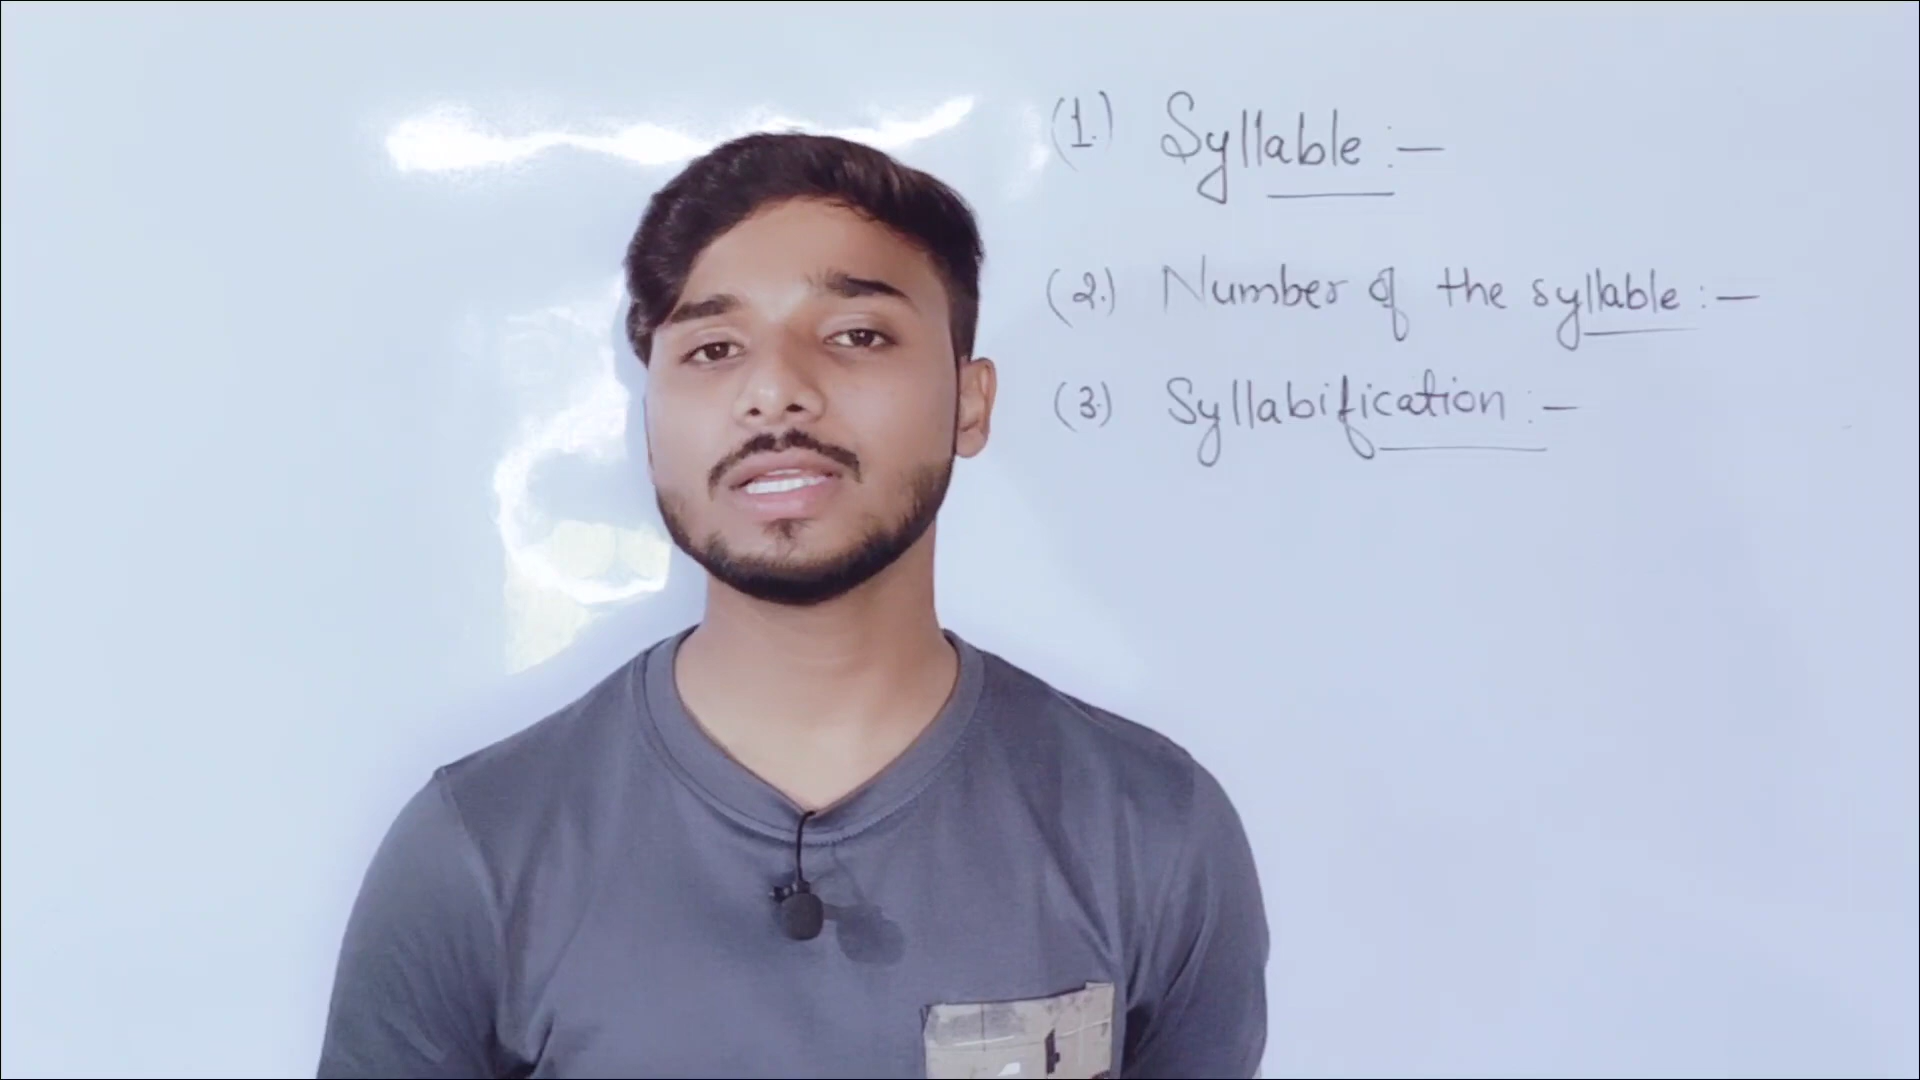 (1.) Syllable :—
(2.) Number of the syllable :—
(3.) Syllabification :—